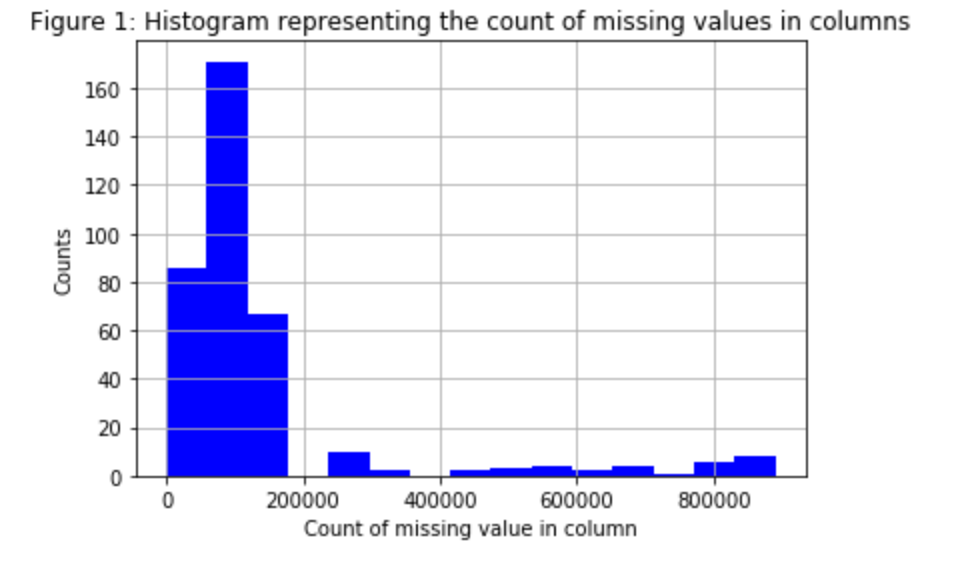 Figure 1: Histogram representing the count of missing values in columns
160
140
120
100
80
60
40
20
0
Counts
0 200000 400000 600000 800000
Count of missing value in column